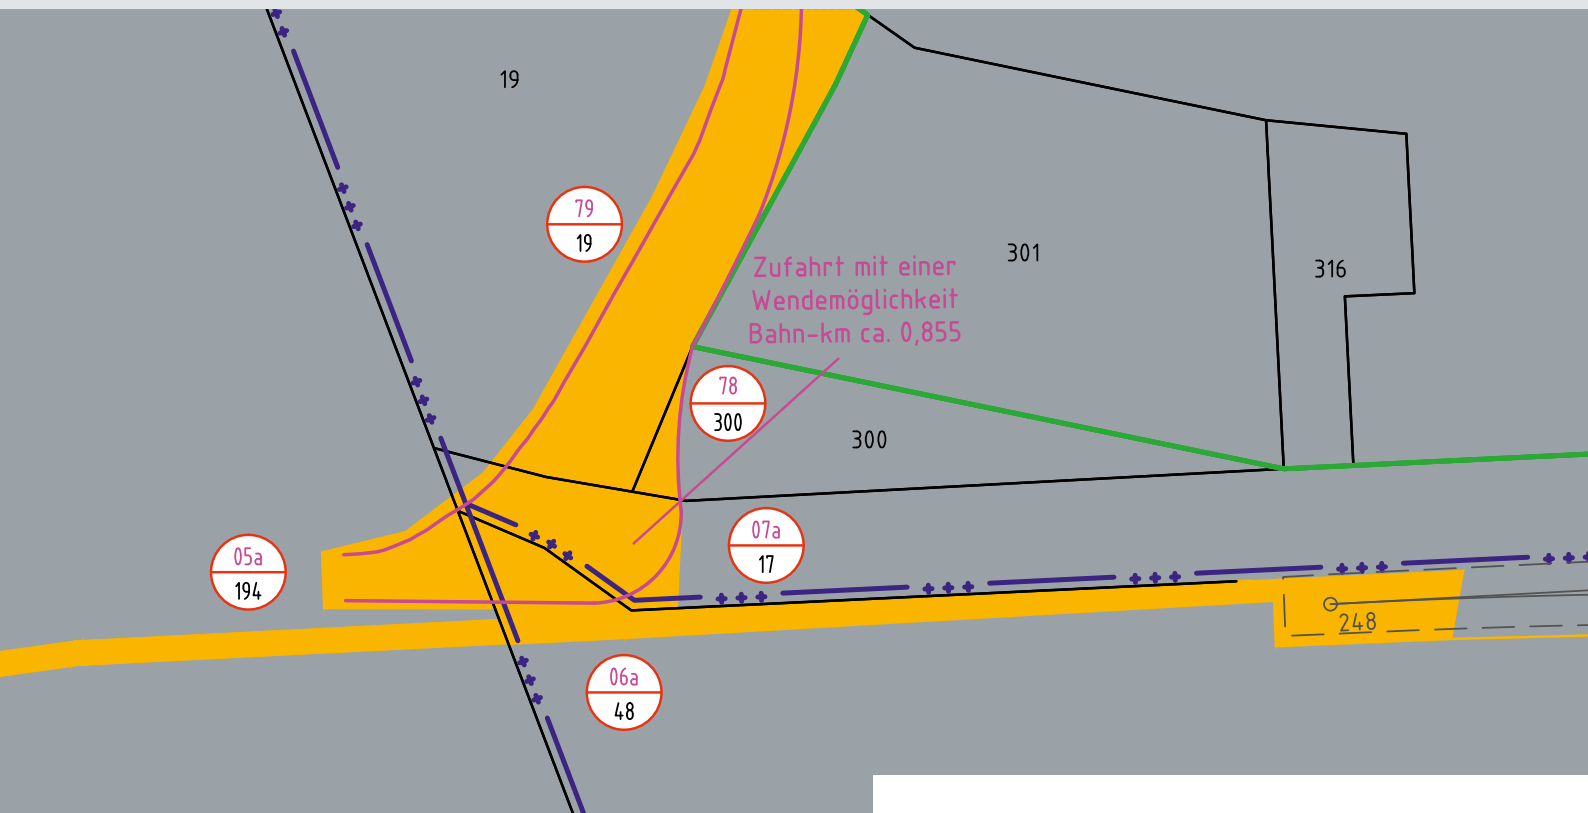 19
79
19
301
316
Zufahrt mit einer
Wendemöglichkeit
Bahn-km ca. 0,855
78
300
300
07a
17
05a
194
248
06a
48